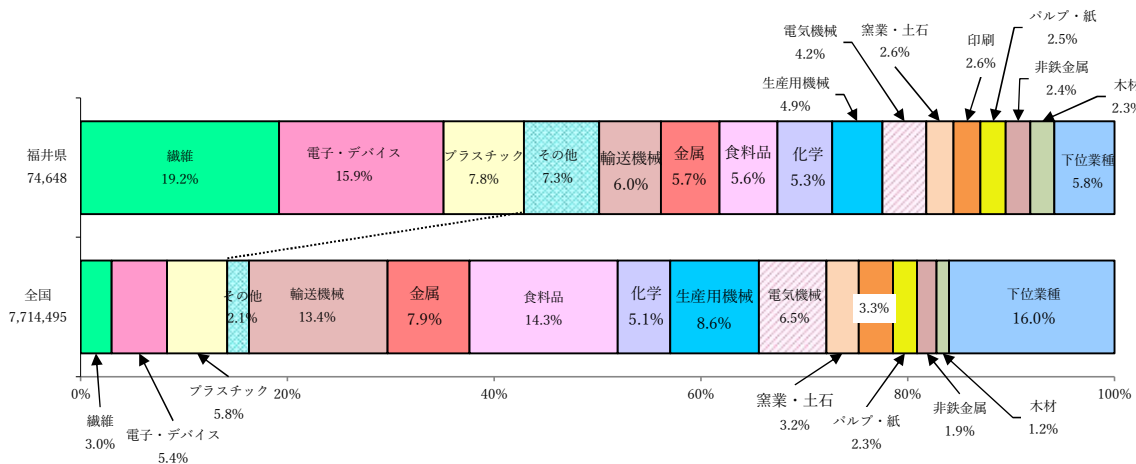 電気機械
4.2%
窯業・土石
2.6%
印刷
2.6%
パルプ・紙
2.5%
生産用機械
4.9%
非鉄金属
2.4%
木材
2.3%
福井県
74,648
繊維
19.2%
電子・デバイス
15.9%
プラスチック
7.8%
その他
7.3%
輸送機械
6.0%
金属
5.7%
食料品
5.6%
化学
5.3%
下位業種
5.8%
全国
7,714,495
その他
2.1%
輸送機械
13.4%
金属
7.9%
食料品
14.3%
化学
5.1%
生産用機械
8.6%
電気機械
6.5%
3.3%
下位業種
16.0%
0%
20%
40%
60%
80%
100%
繊維
3.0%
電子・デバイス
5.4%
プラスチック
5.8%
窯業・土石
3.2%
パルプ・紙
2.3%
非鉄金属
1.9%
木材
1.2%